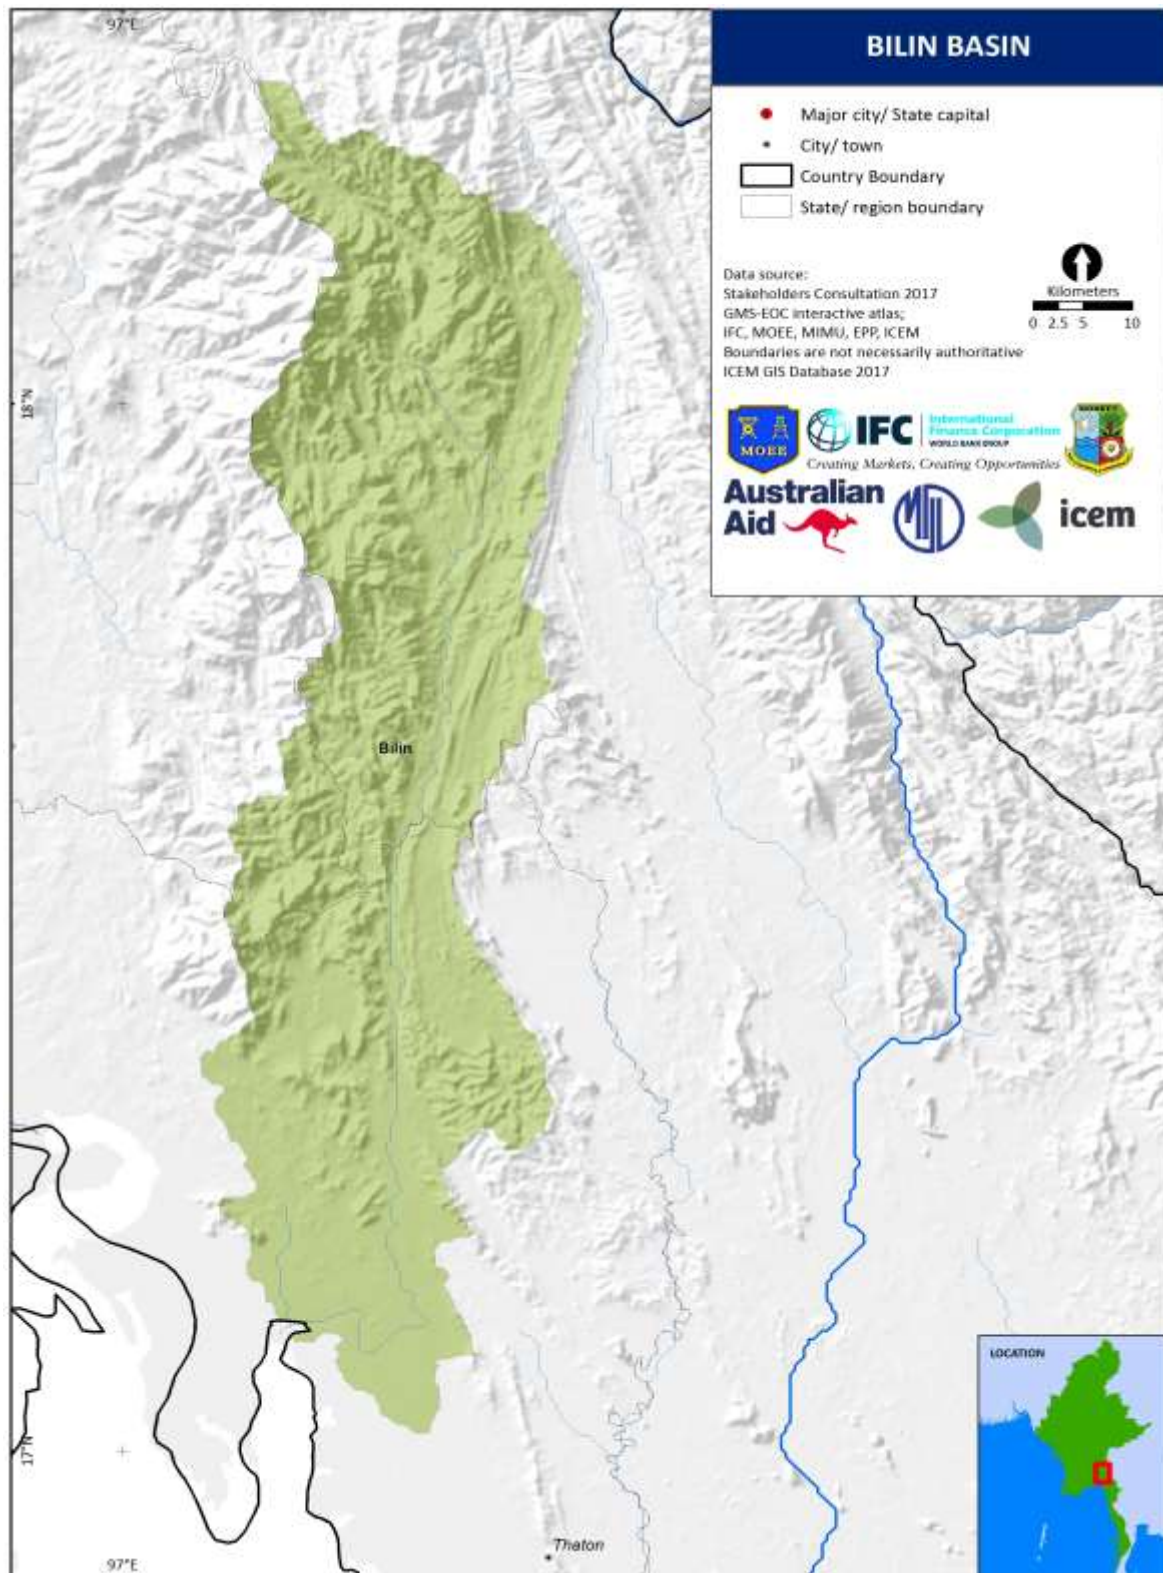 97°E
BILIN BASIN
Major city/ State capital
City/ town
Country Boundary
State/ region boundary
Data source:
Stakeholders Consultation 2017
GMS-EOC interactive atlas;
IFC, MOEE, MIMU, EPP, ICEM
Boundaries are not necessarily authoritative
ICEM GIS Database 2017
Kilometers
0 2.5 5 10
MOEE
IFC
International
Finance Corporation
WORLD BANK GROUP
Creating Markets, Creating Opportunities
Australian
Aid
icem
18°N
Bilin
17°N
LOCATION
Thaton
97°E